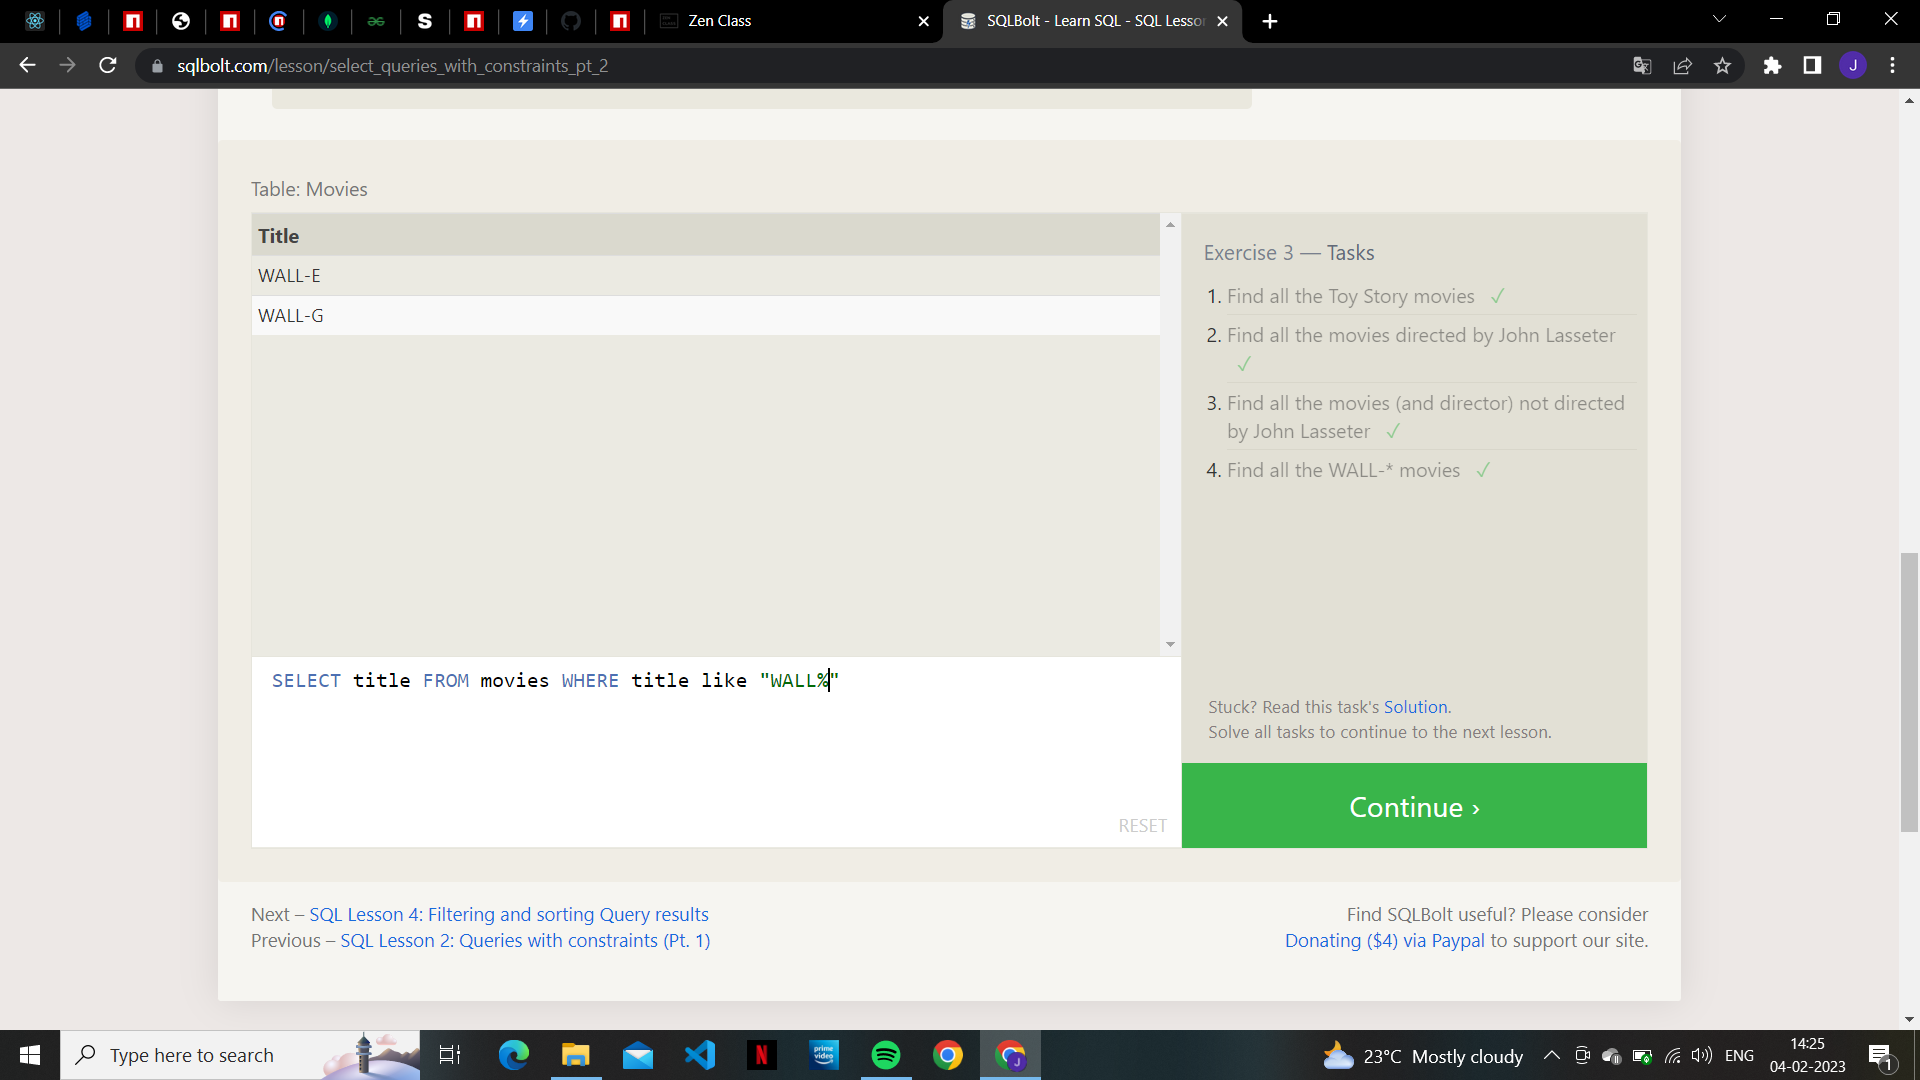 Zen Class
SQLBolt - Learn SQL - SQL Lesso
sqlbolt.com/lesson/select_queries_with_constraints_pt_2
J
Table: Movies
Title
WALL-E
WALL-G
Exercise 3 — Tasks
1. Find all the Toy Story movies ✓
2. Find all the movies directed by John Lasseter
✓
3. Find all the movies (and director) not directed
by John Lasseter ✓
4. Find all the WALL-* movies ✓
SELECT title FROM movies WHERE title like "WALL%"
RESET
Stuck? Read this task's Solution.
Solve all tasks to continue to the next lesson.
Continue ›
Next – SQL Lesson 4: Filtering and sorting Query results
Previous – SQL Lesson 2: Queries with constraints (Pt. 1)
Find SQLBolt useful? Please consider
Donating ($4) via Paypal to support our site.
Type here to search
prime video
23°C Mostly cloudy
ENG
14:25
04-02-2023
1